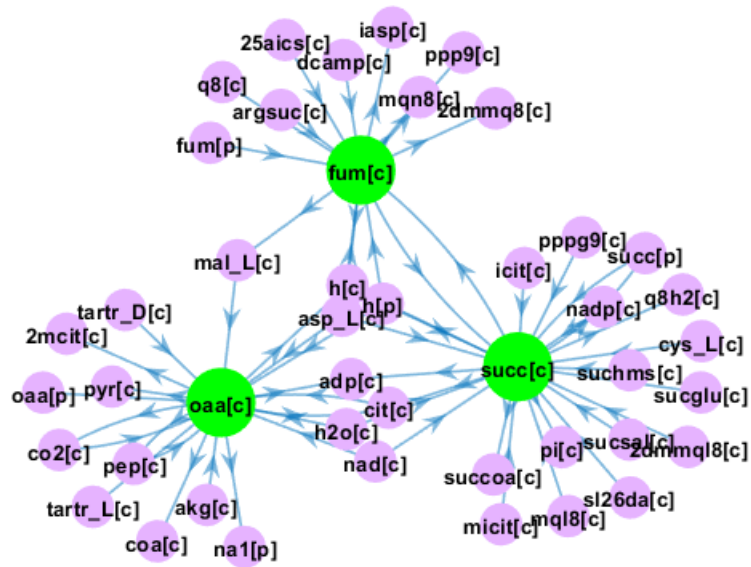 iasp[c]
25aics[c]
ppp9[c]
dcamp[c]
q8[c]
mqn8[c]
2dmmq8[c]
argsuc[c]
fum[p]
fum[c]
pppg9[c]
succ[p]
mal_L[c]
icit[c]
h[c]
q8h2[c]
h[p]
nadp[c]
tartr_D[c]
asp_L[c]
2mcit[c]
cys_L[c]
succ[c]
suchms[c]
adp[c]
oaa[p]
pyr[c]
sucglu[c]
oaa[c]
cit[c]
h2o[c]
sucsal[c]
2dmmql8[c]
co2[c]
pi[c]
pep[c]
nad[c]
succoa[c]
sl26da[c]
tartr_L[c]
akg[c]
mql8[c]
micit[c]
coa[c]
na1[p]